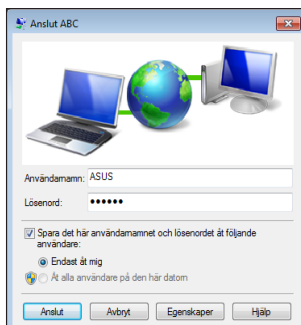 Anslut ABC
Användarnamn: ASUS
Lösenord: ••••••
Spara det här användarnamnet och lösenordet åt följande
användare:
Endast åt mig
Åt alla användare på den här datorn
Anslut Avbryt Egenskaper Hjälp